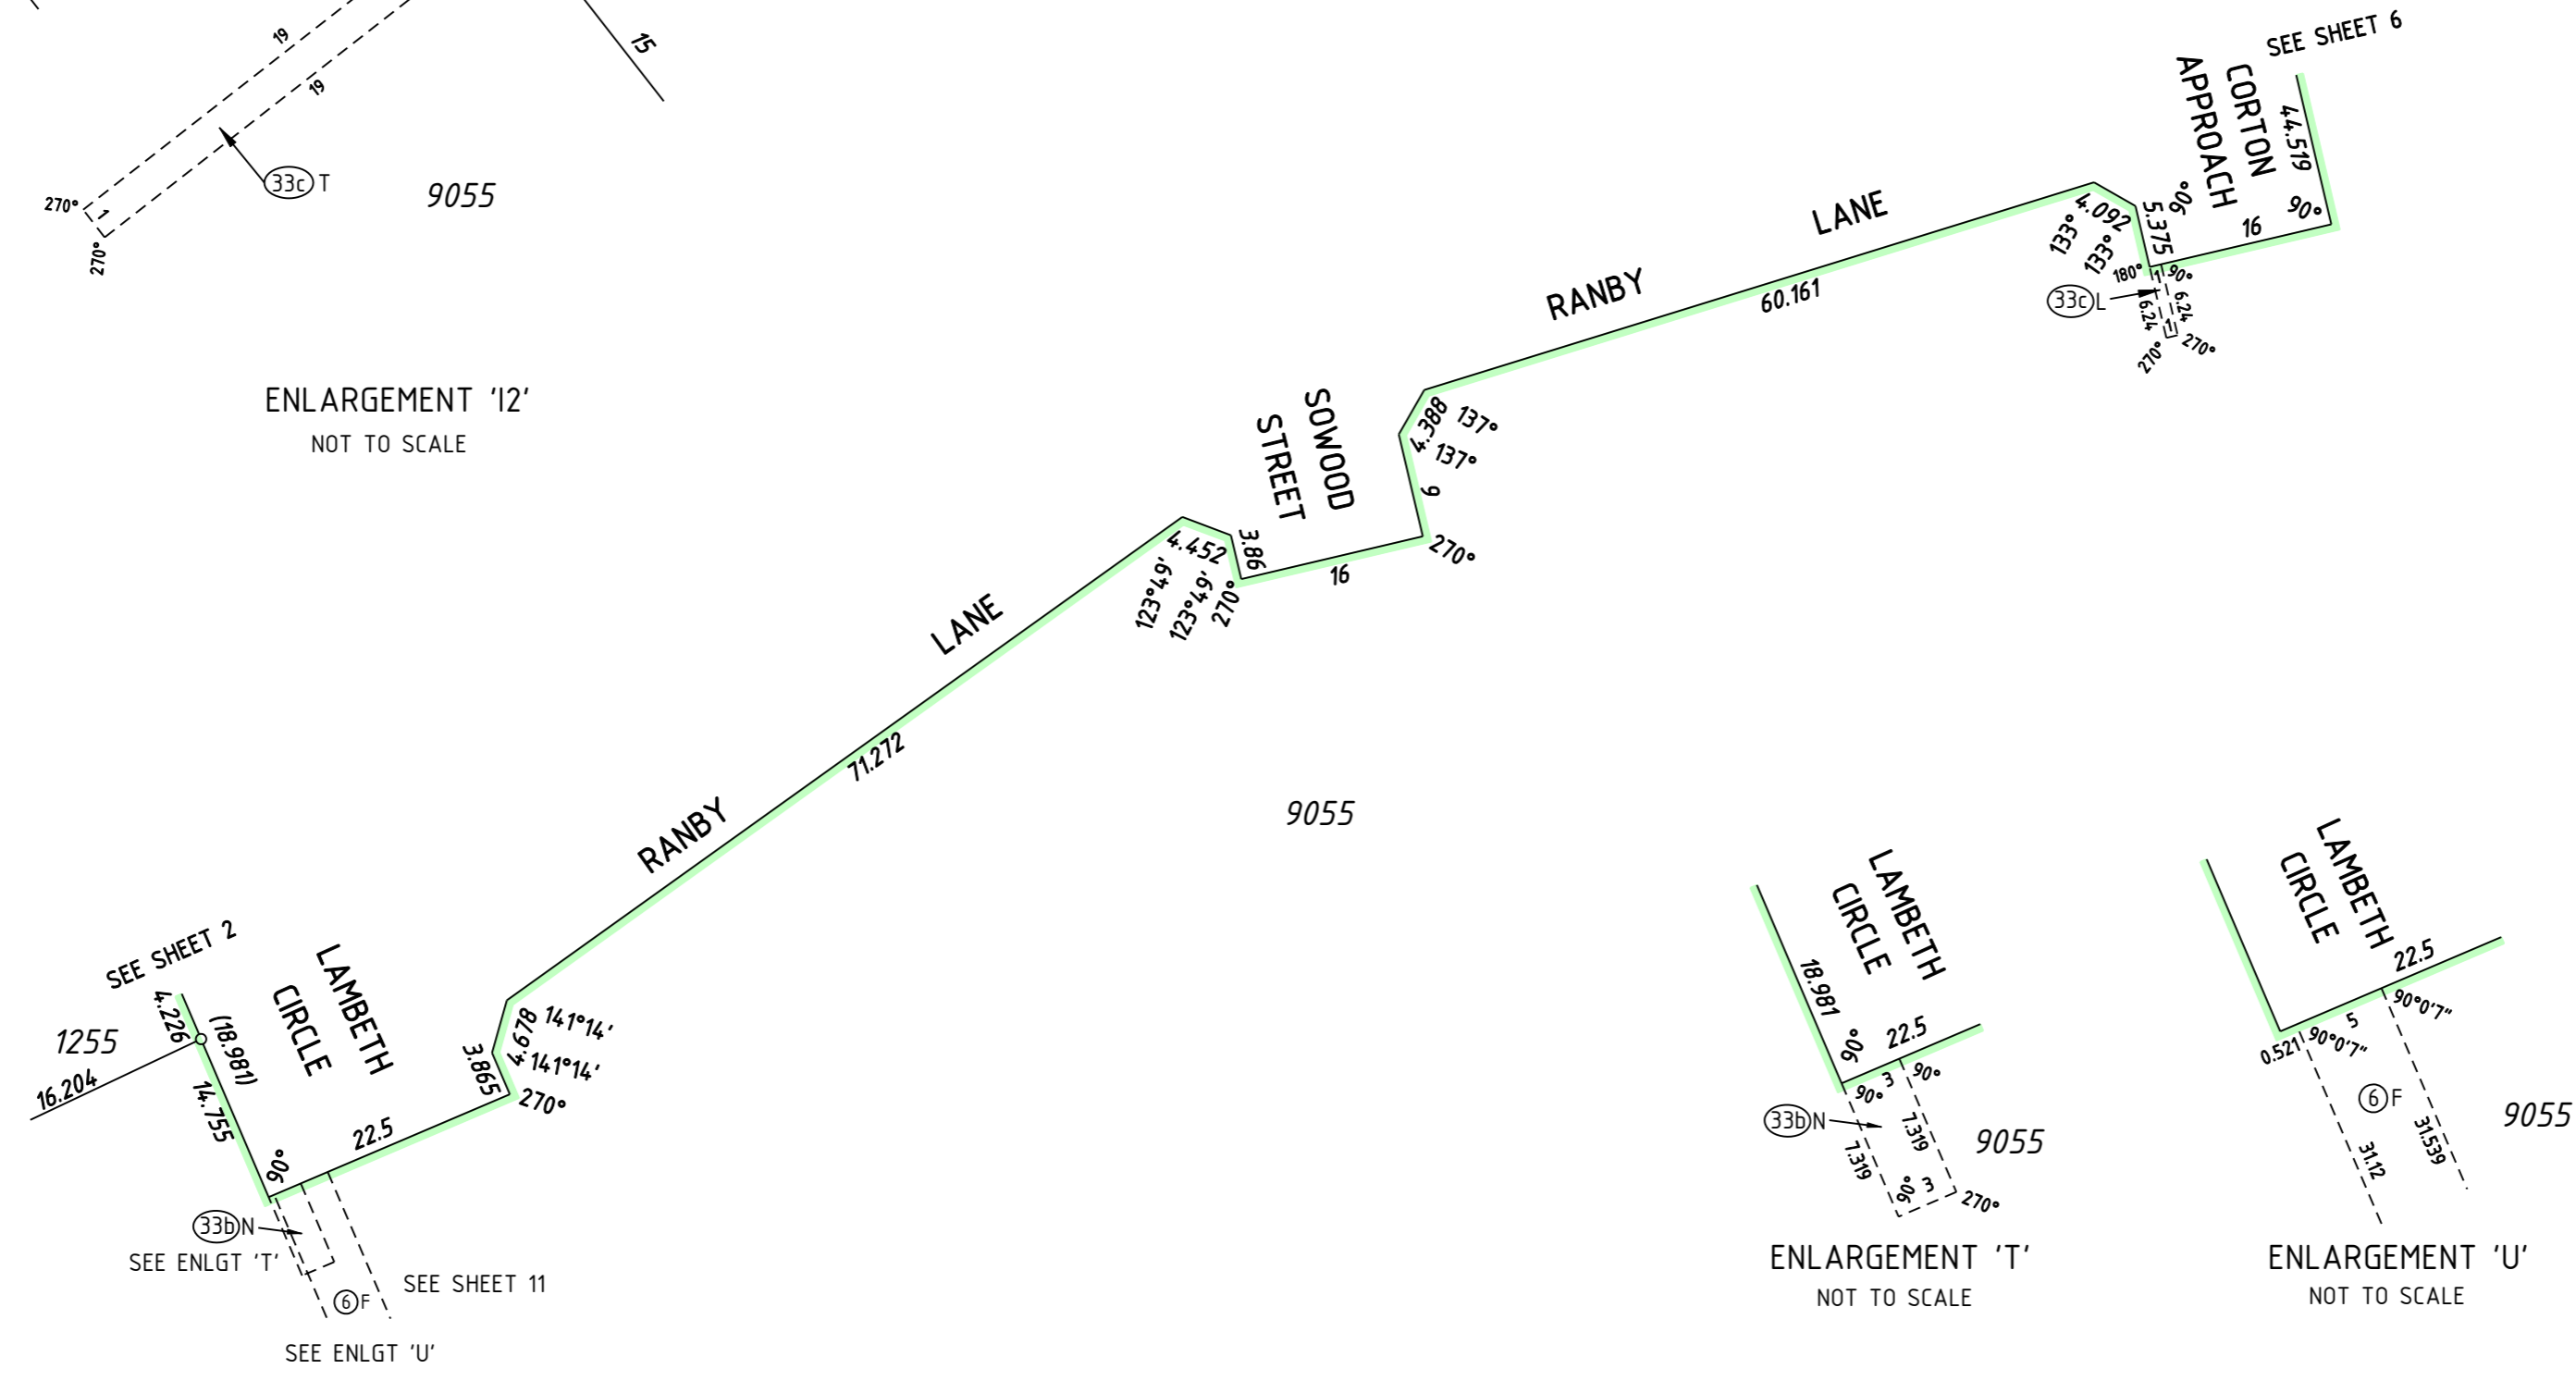 19
19
15
33c T
9055
270°
1
270°
ENLARGEMENT 'I2'
NOT TO SCALE
SEE SHEET 6
CORTON
APPROACH
44.519
90°
16
90°
5.375
4.092
133°
133°
180°
1
90°
33c L
6.24
6.24
1
270°
270°
LANE
RANBY
60.161
SOWOOD
STREET
4.388
137°
137°
9
270°
16
3.86
4.452
123°49'
123°49'
270°
LANE
71.272
RANBY
9055
SEE SHEET 2
LAMBETH
CIRCLE
4.226
(18.981)
1255
16.204
14.755
90°
22.5
3.865
4.678
141°14'
141°14'
270°
33b N
SEE ENLGT 'T'
SEE SHEET 11
6 F
SEE ENLGT 'U'
LAMBETH
CIRCLE
18.981
90°
22.5
90°
3
90°
33b N
7.319
7.319
9055
90°
3
270°
ENLARGEMENT 'T'
NOT TO SCALE
LAMBETH
CIRCLE
22.5
90°0'7"
5
90°0'7"
0.521
6 F
31.12
31.539
9055
ENLARGEMENT 'U'
NOT TO SCALE